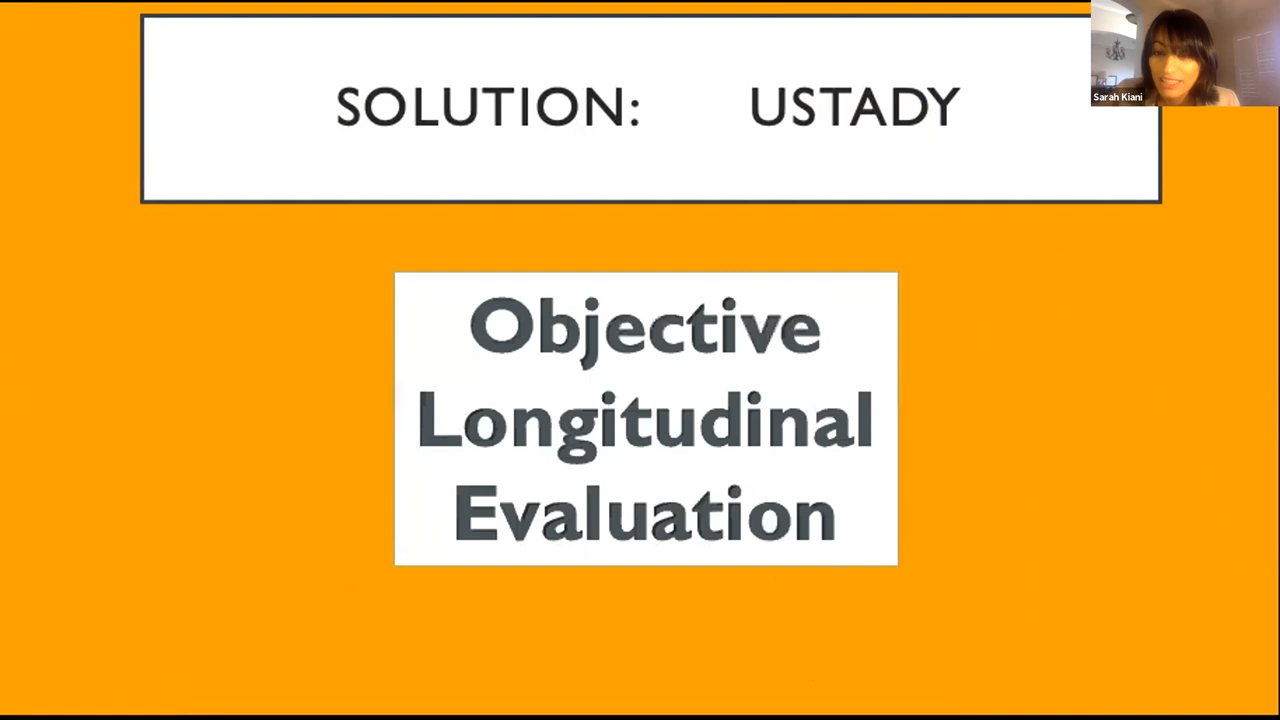 SOLUTION: USTADY
Sarah Kiani
Objective
Longitudinal
Evaluation